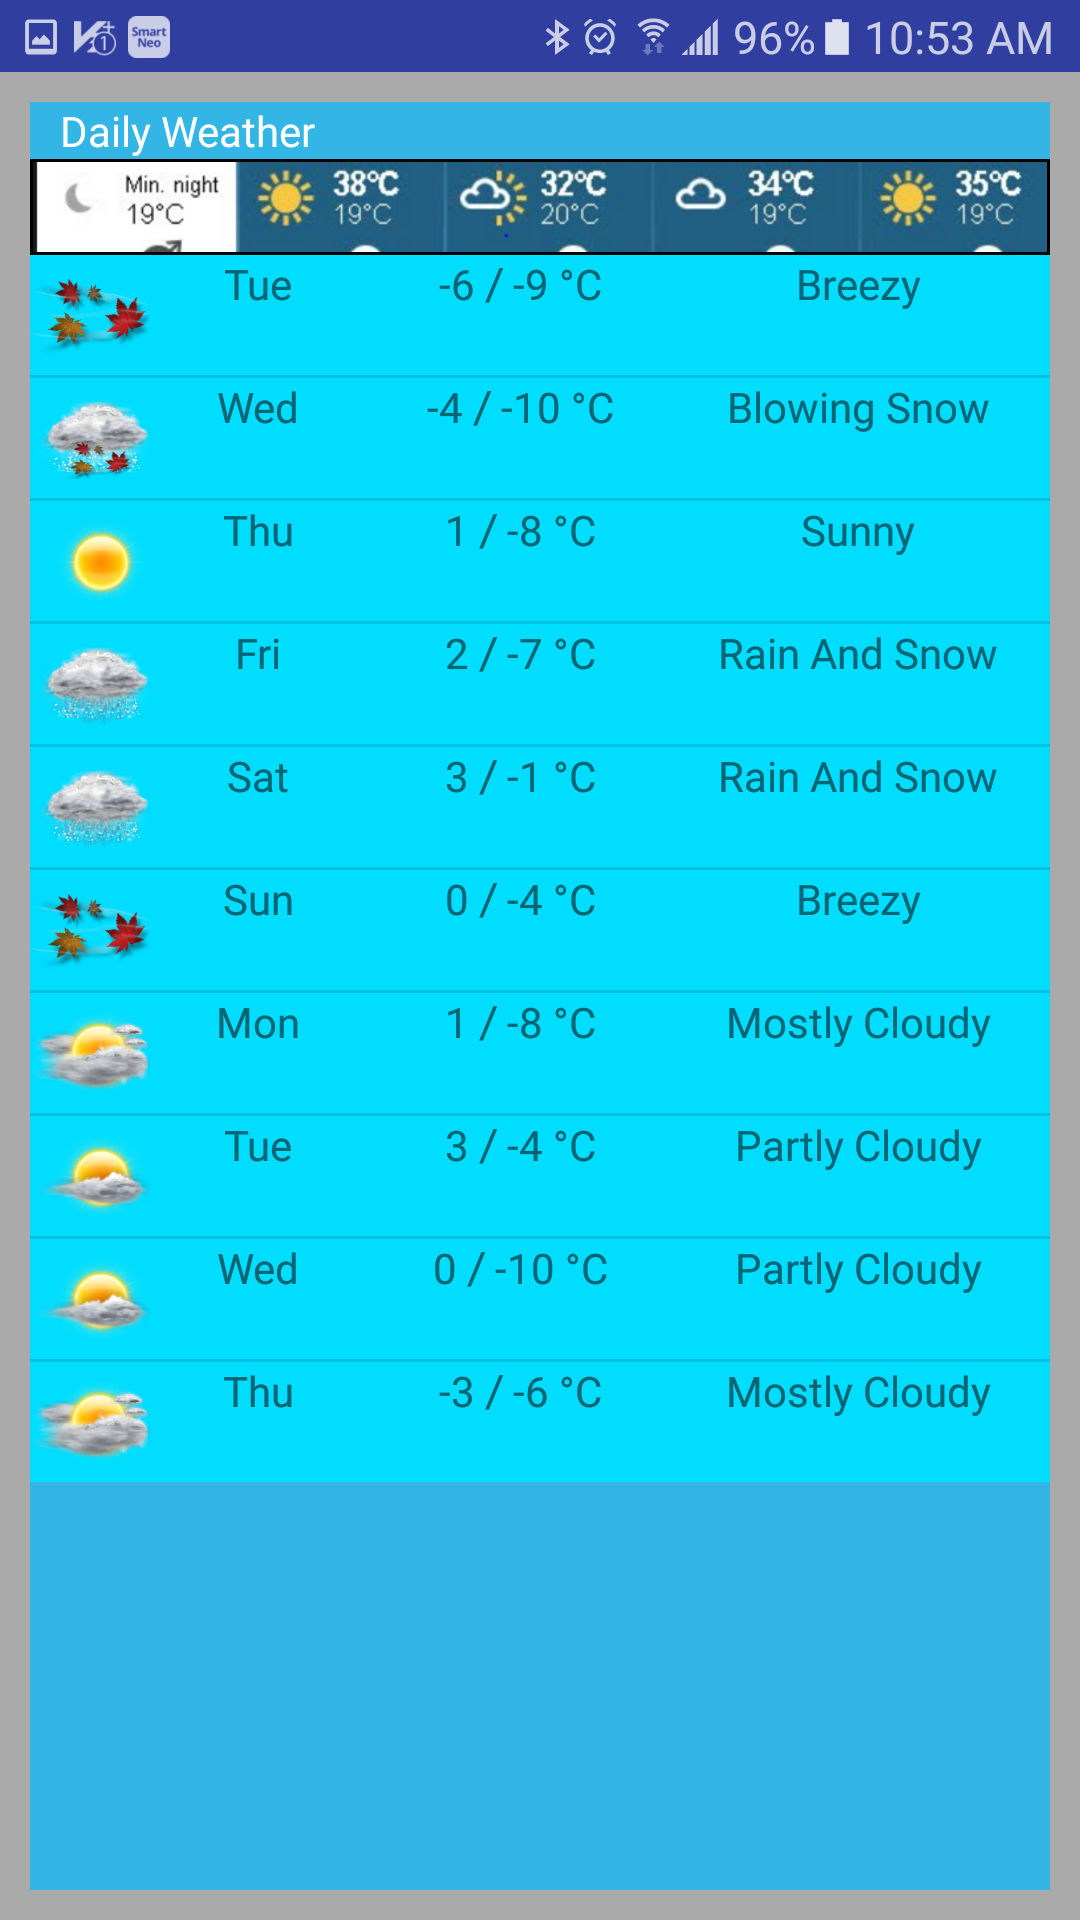 Smart Neo 96% 10:53 AM
Daily Weather
Min. night 38°C 32°C 34°C 35°C
19°C 19°C 20°C 19°C 19°C
Tue -6 / -9 °C Breezy
Wed -4 / -10 °C Blowing Snow
Thu 1 / -8 °C Sunny
Fri 2 / -7 °C Rain And Snow
Sat 3 / -1 °C Rain And Snow
Sun 0 / -4 °C Breezy
Mon 1 / -8 °C Mostly Cloudy
Tue 3 / -4 °C Partly Cloudy
Wed 0 / -10 °C Partly Cloudy
Thu -3 / -6 °C Mostly Cloudy